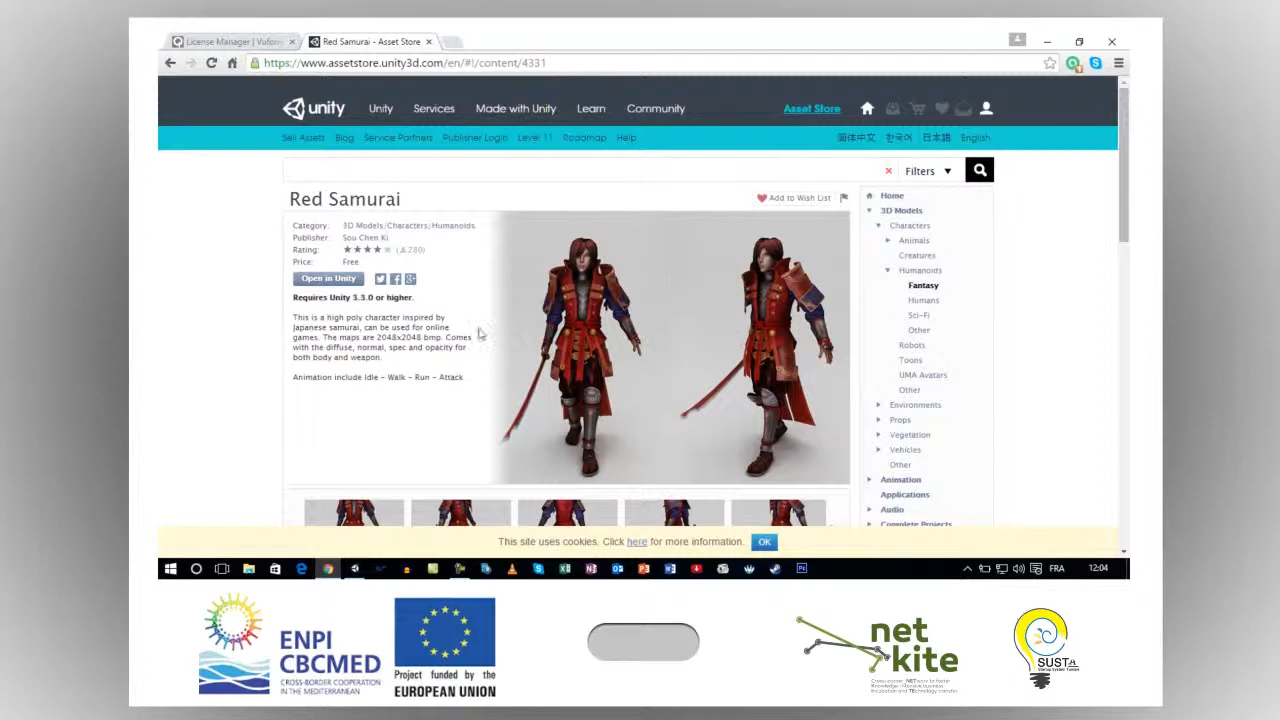 License Manager | Vufori
Red Samurai - Asset Store
https://www.assetstore.unity3d.com/en/#!/content/4331
unity
Unity
Services
Made with Unity
Learn
Community
Asset Store
Sell Assets
Blog
Service Partners
Publisher Login
Level 11
Roadmap
Help
简体中文
한국어
日本語
English
Filters
Red Samurai
Add to Wish List
Category: 3D Models/Characters/Humanoids
Publisher: Sou Chen Ki
Rating: (280)
Price: Free
Open in Unity
Requires Unity 3.3.0 or higher.
This is a high poly character inspired by
Japanese samurai, can be used for online
games. The maps are 2048x2048 bmp. Comes
with the diffuse, normal, spec and opacity for
both body and weapon.
Animation include Idle - Walk - Run - Attack
Home
3D Models
Characters
Animals
Creatures
Humanoids
Fantasy
Humans
Sci-Fi
Other
Robots
Toons
UMA Avatars
Other
Environments
Props
Vegetation
Vehicles
Other
Animation
Applications
Audio
Complete Projects
This site uses cookies. Click here for more information.
OK
FRA
12:04
ENPI
CBCMED
CROSS-BORDER COOPERATION
IN THE MEDITERRANEAN
Project funded by the
EUROPEAN UNION
net
kite
SUST.it